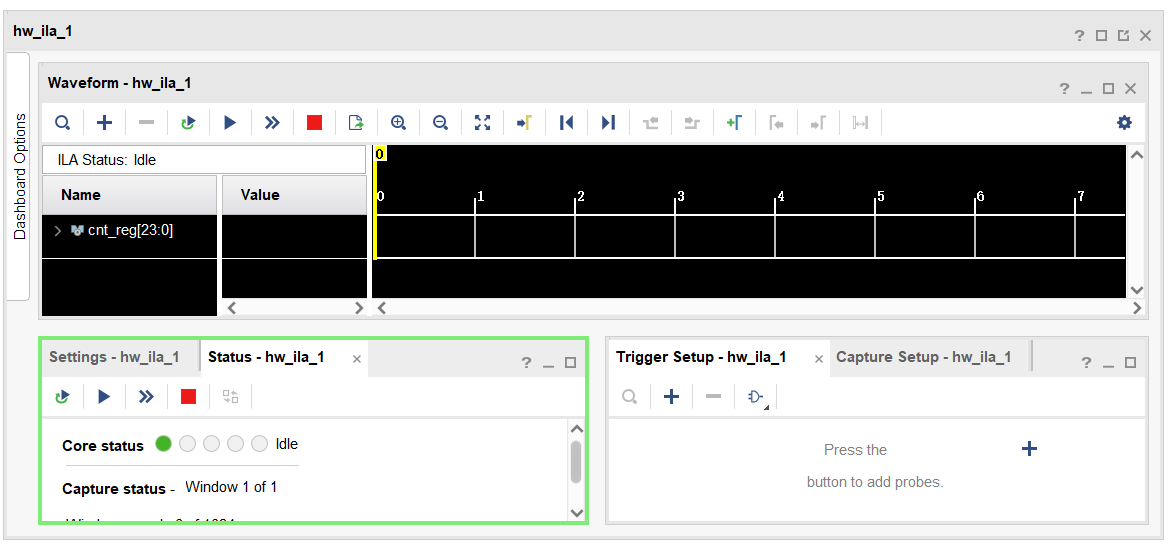 hw_ila_1
Dashboard Options
Waveform - hw_ila_1
ILA Status: Idle
Name
Value
cnt_reg[23:0]
0
0 1 2 3 4 5 6 7
Settings - hw_ila_1
Status - hw_ila_1
Core status
Idle
Capture status - Window 1 of 1
Trigger Setup - hw_ila_1
Capture Setup - hw_ila_1
Press the
button to add probes.